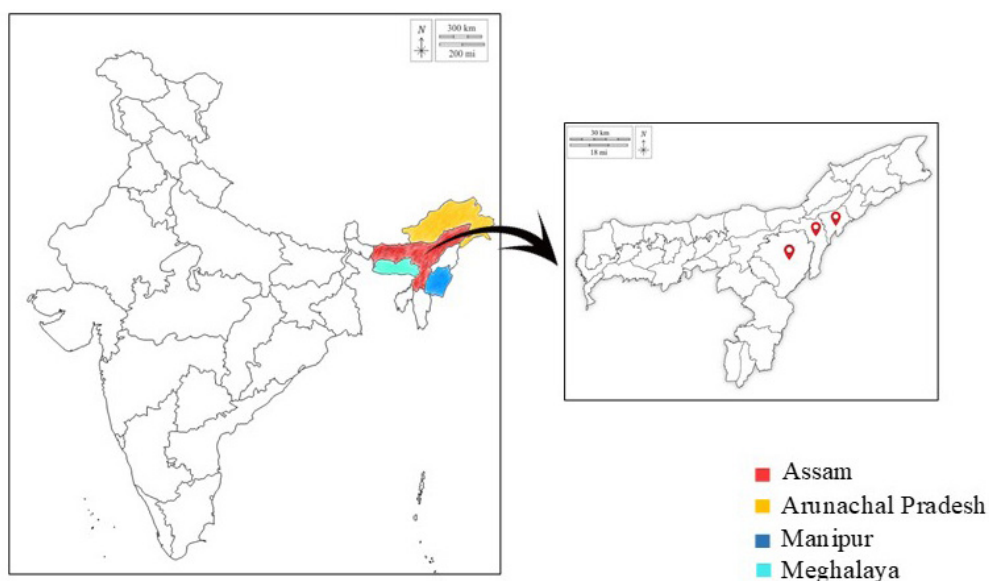 N
300 km
200 mi
30 km
18 mi
N
Assam
Arunachal Pradesh
Manipur
Meghalaya